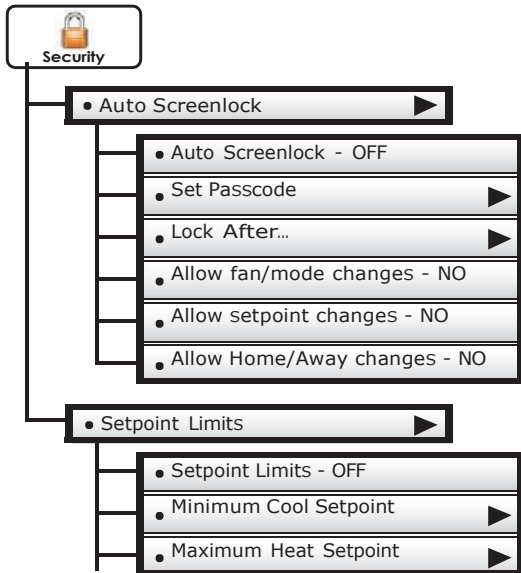 Security
• Auto Screenlock
• Auto Screenlock - OFF
• Set Passcode
• Lock After…
• Allow fan/mode changes - NO
• Allow setpoint changes - NO
• Allow Home/Away changes - NO
• Setpoint Limits
• Setpoint Limits - OFF
• Minimum Cool Setpoint
• Maximum Heat Setpoint